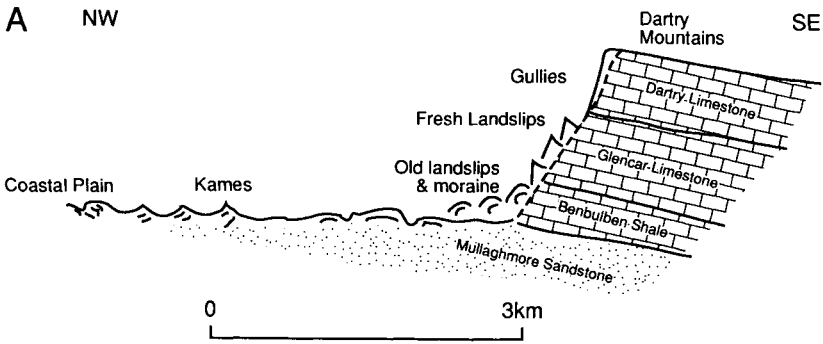 A
NW
Dartry
Mountains
SE
Gullies
Dartry Limestone
Fresh Landslips
Glencar Limestone
Old landslips
& moraine
Coastal Plain
Kames
Benbulben Shale
Mullaghmore Sandstone
0
3km